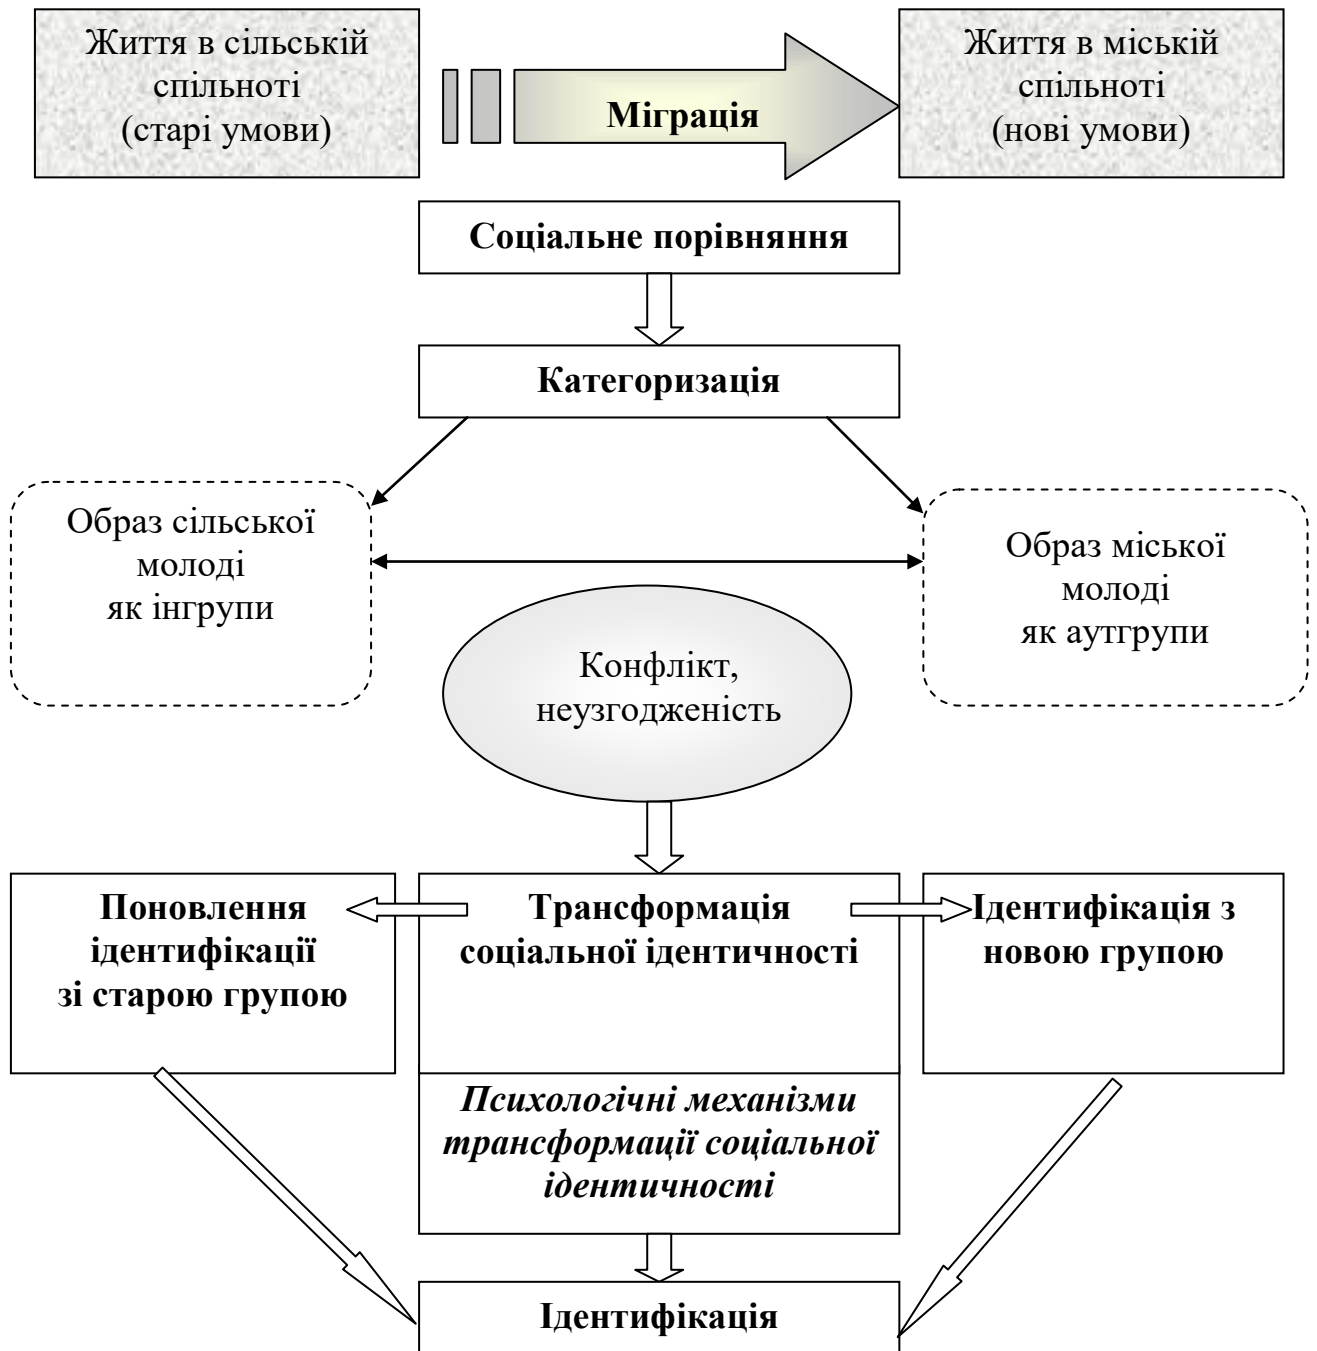 Життя в сільській
спільноті
(старі умови)
Міграція
Життя в міській
спільноті
(нові умови)
Соціальне порівняння
Категоризація
Образ сільської
молоді
як інгрупи
Образ міської
молоді
як аутгрупи
Конфлікт,
неузгодженість
Поновлення
ідентифікації
зі старою групою
Трансформація
соціальної ідентичності
Ідентифікація з
новою групою
Психологічні механізми
трансформації соціальної
ідентичності
Ідентифікація